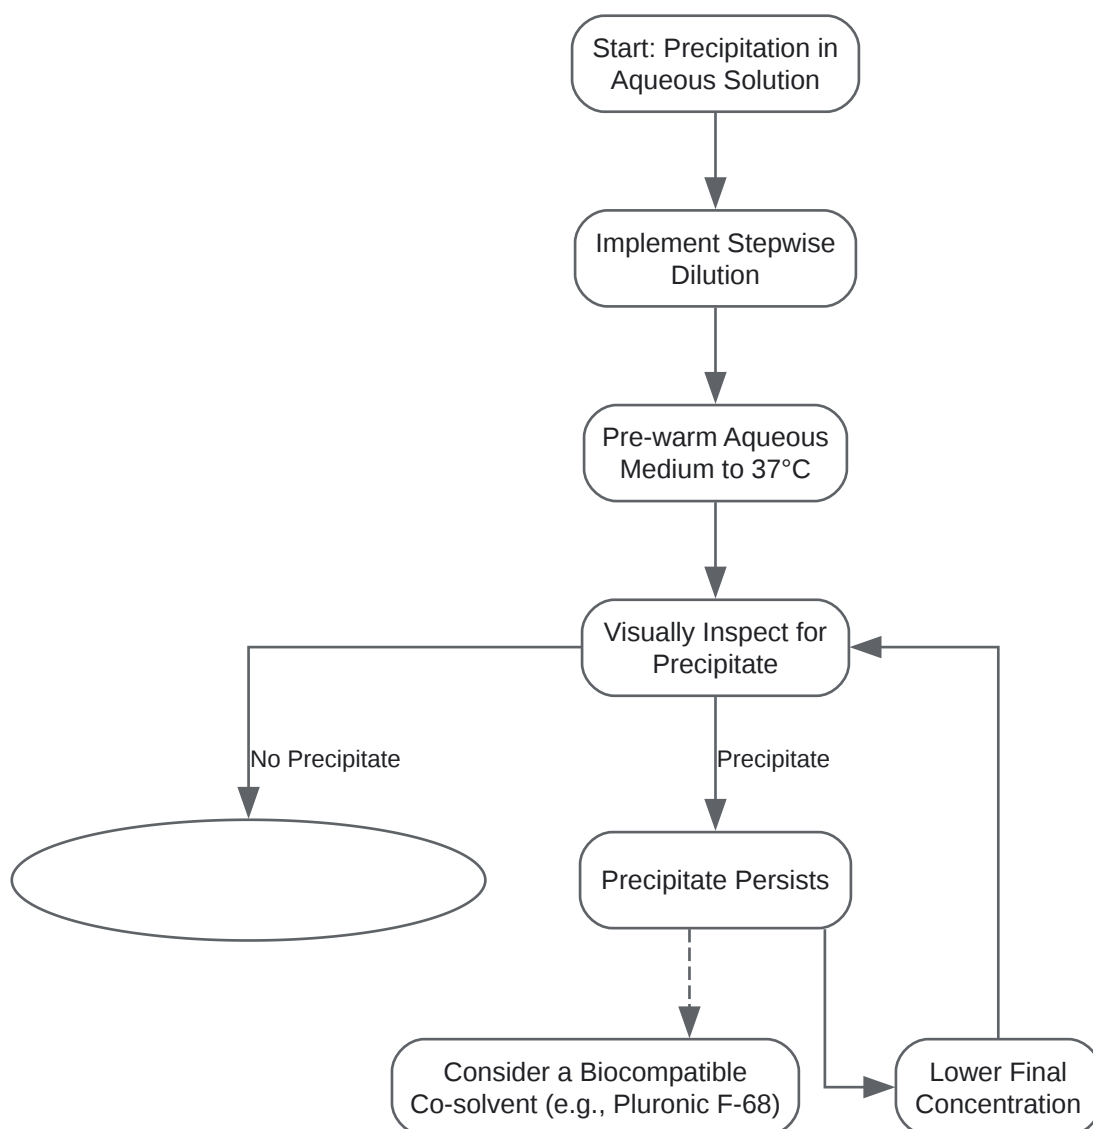 Start: Precipitation in
Aqueous Solution
Implement Stepwise
Dilution
Pre-warm Aqueous
Medium to 37°C
Visually Inspect for
Precipitate
No Precipitate
Precipitate
Precipitate Persists
Consider a Biocompatible
Co-solvent (e.g., Pluronic F-68)
Lower Final
Concentration